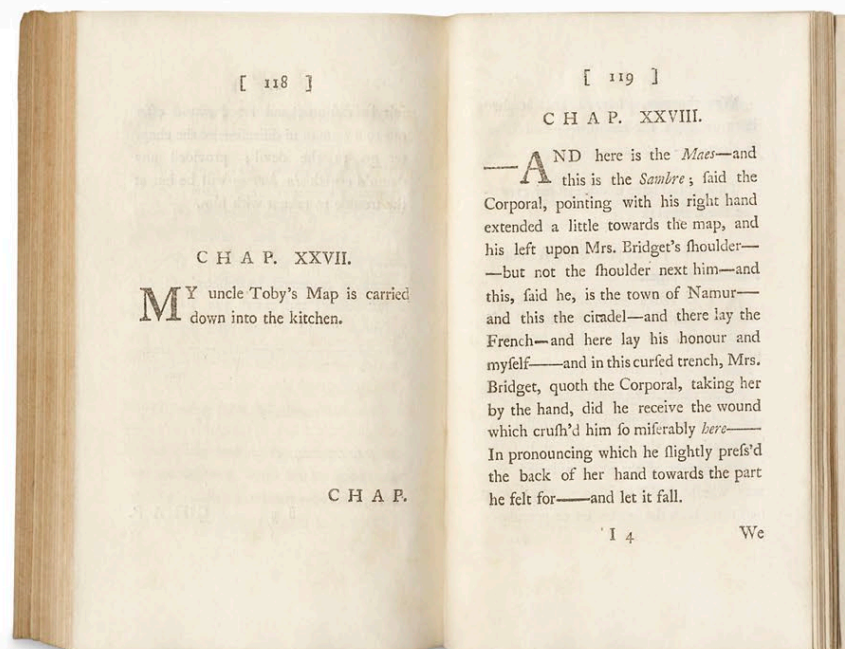 [ 118 ]
C H A P. XXVII.
MY uncle Toby's Map is carried
down into the kitchen.
C H A P.
[ 119 ]
C H A P. XXVIII.
—AND here is the Maes—and
this is the Sambre; ſaid the
Corporal, pointing with his right hand
extended a little towards the map, and
his left upon Mrs. Bridget's ſhoulder—
—but not the ſhoulder next him—and
this, ſaid he, is the town of Namur—
and this the citadel—and there lay the
French—and here lay his honour and
myſelf——and in this curſed trench, Mrs.
Bridget, quoth the Corporal, taking her
by the hand, did he receive the wound
which cruſh'd him ſo miſerably here——
In pronouncing which he ſlightly preſs'd
the back of her hand towards the part
he felt for——and let it fall.
I 4 We